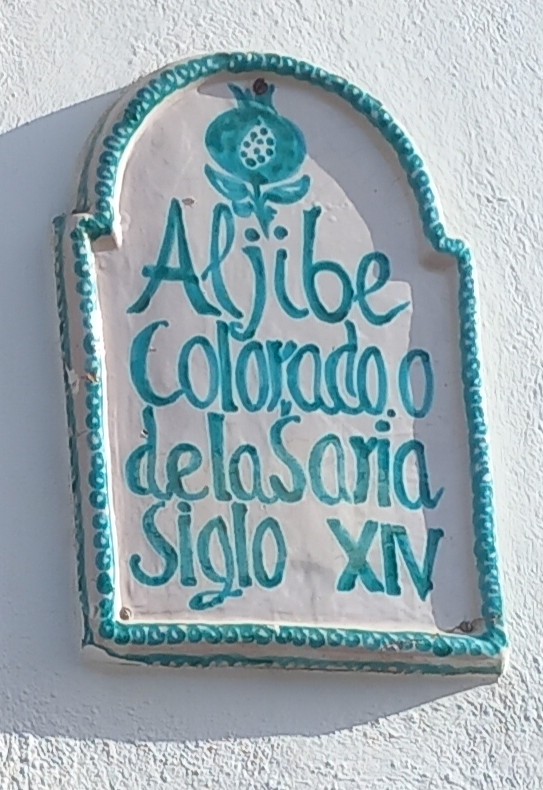 Aljibe
Colorado o
de la Saria
Siglo XIV